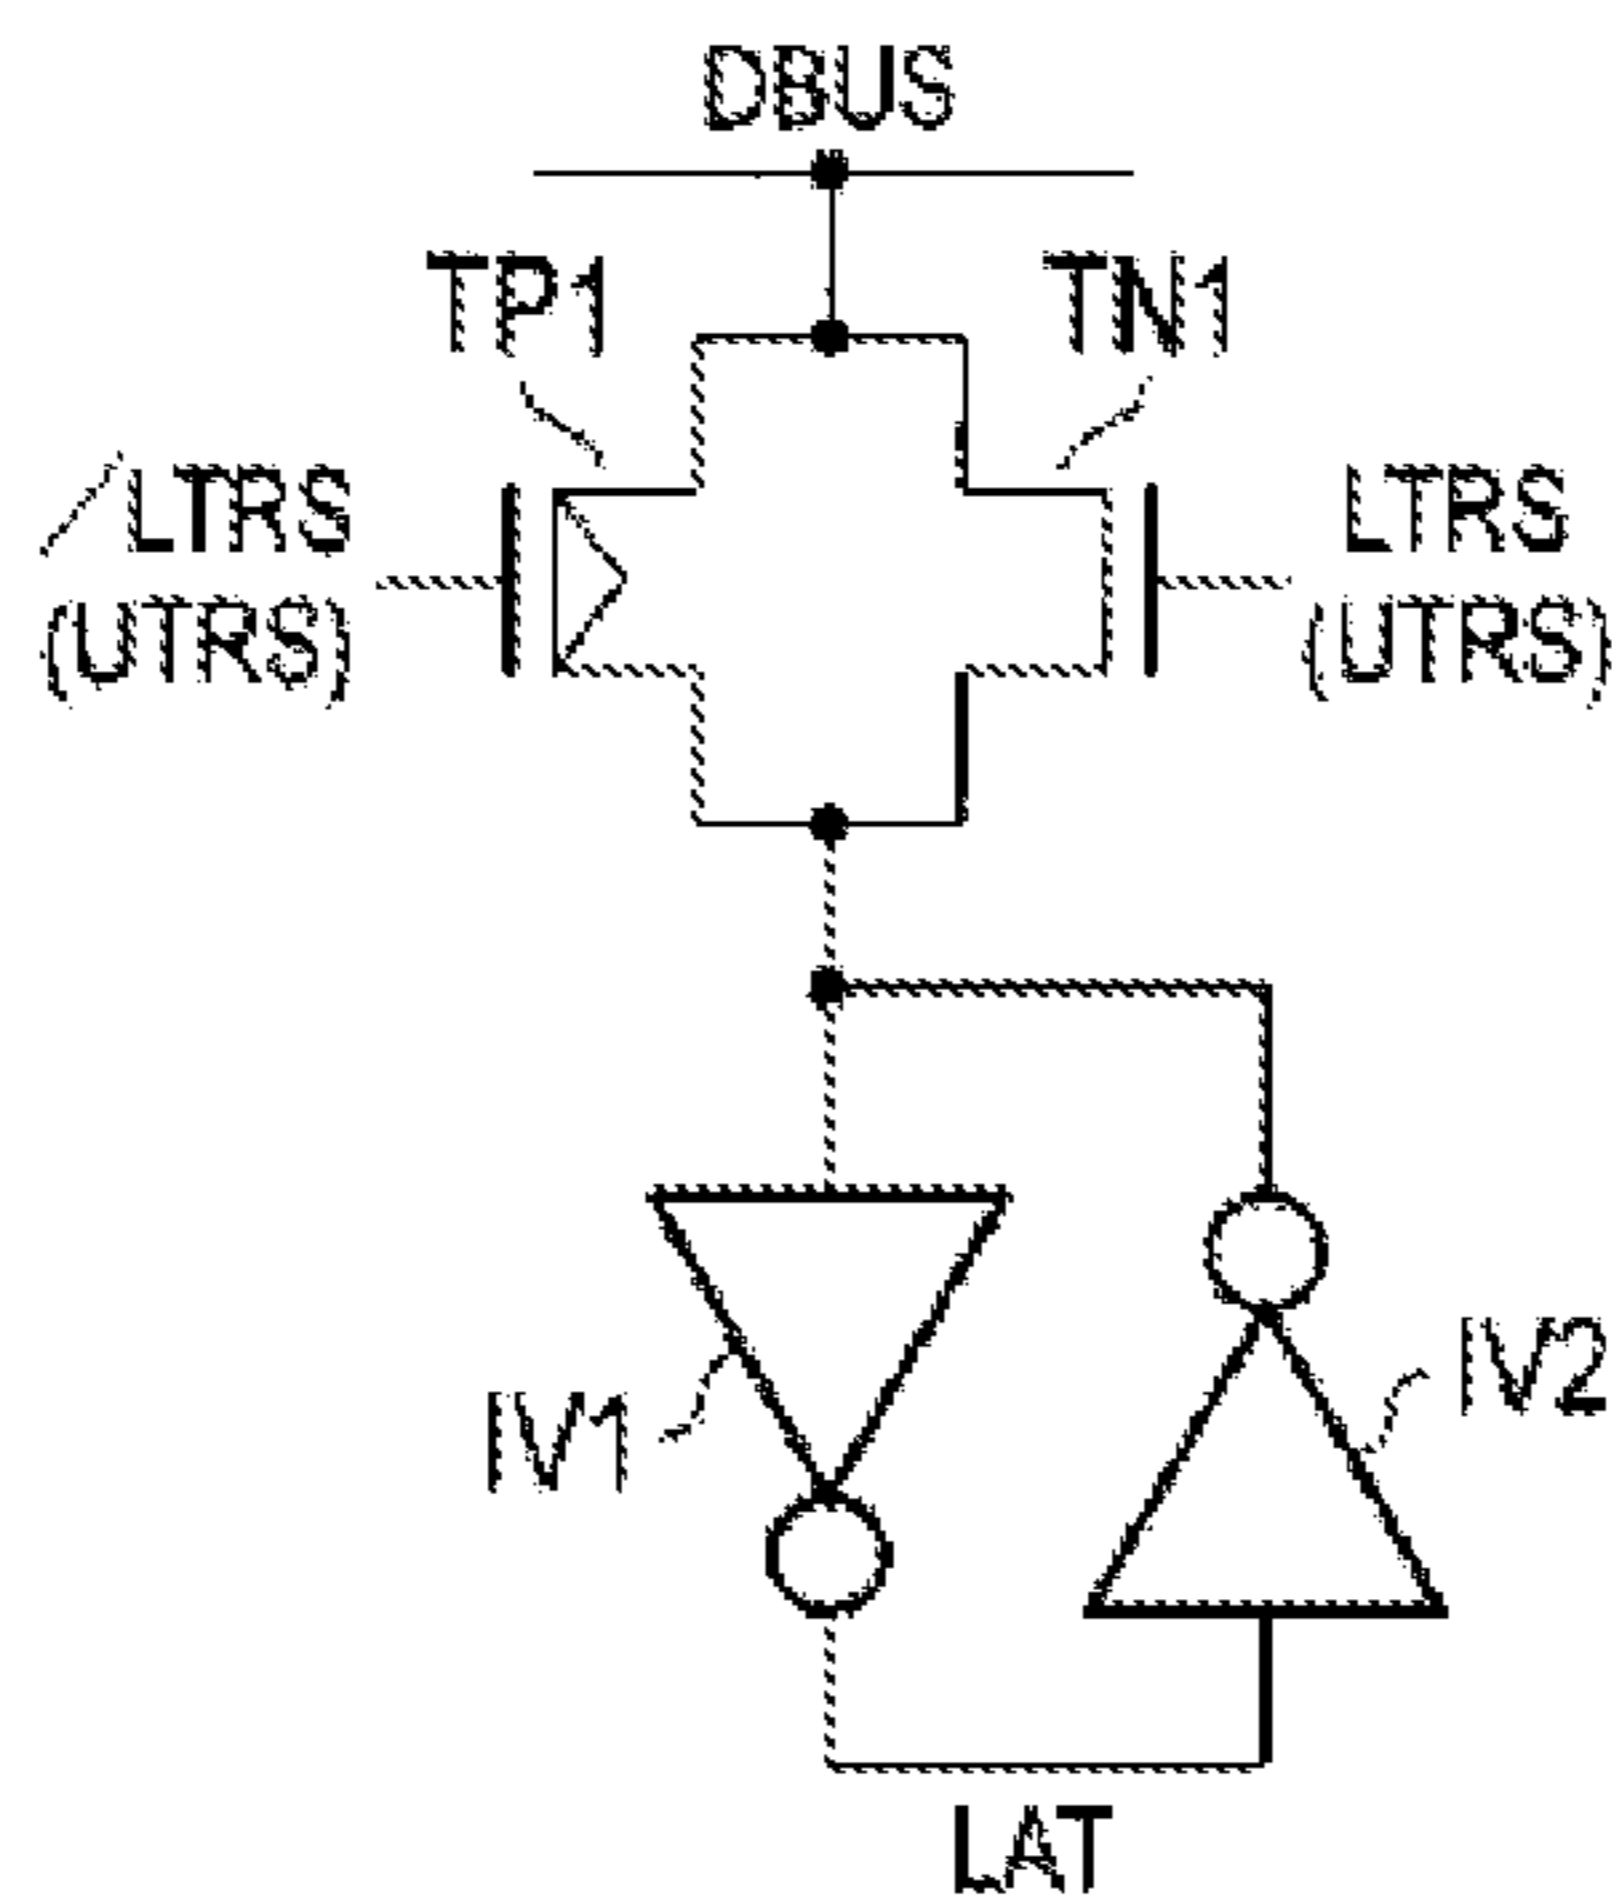 DBUS
TP1
TN1
/LTRS
(UTRS)
LTRS
(UTRS)
IV1
IV2
LAT